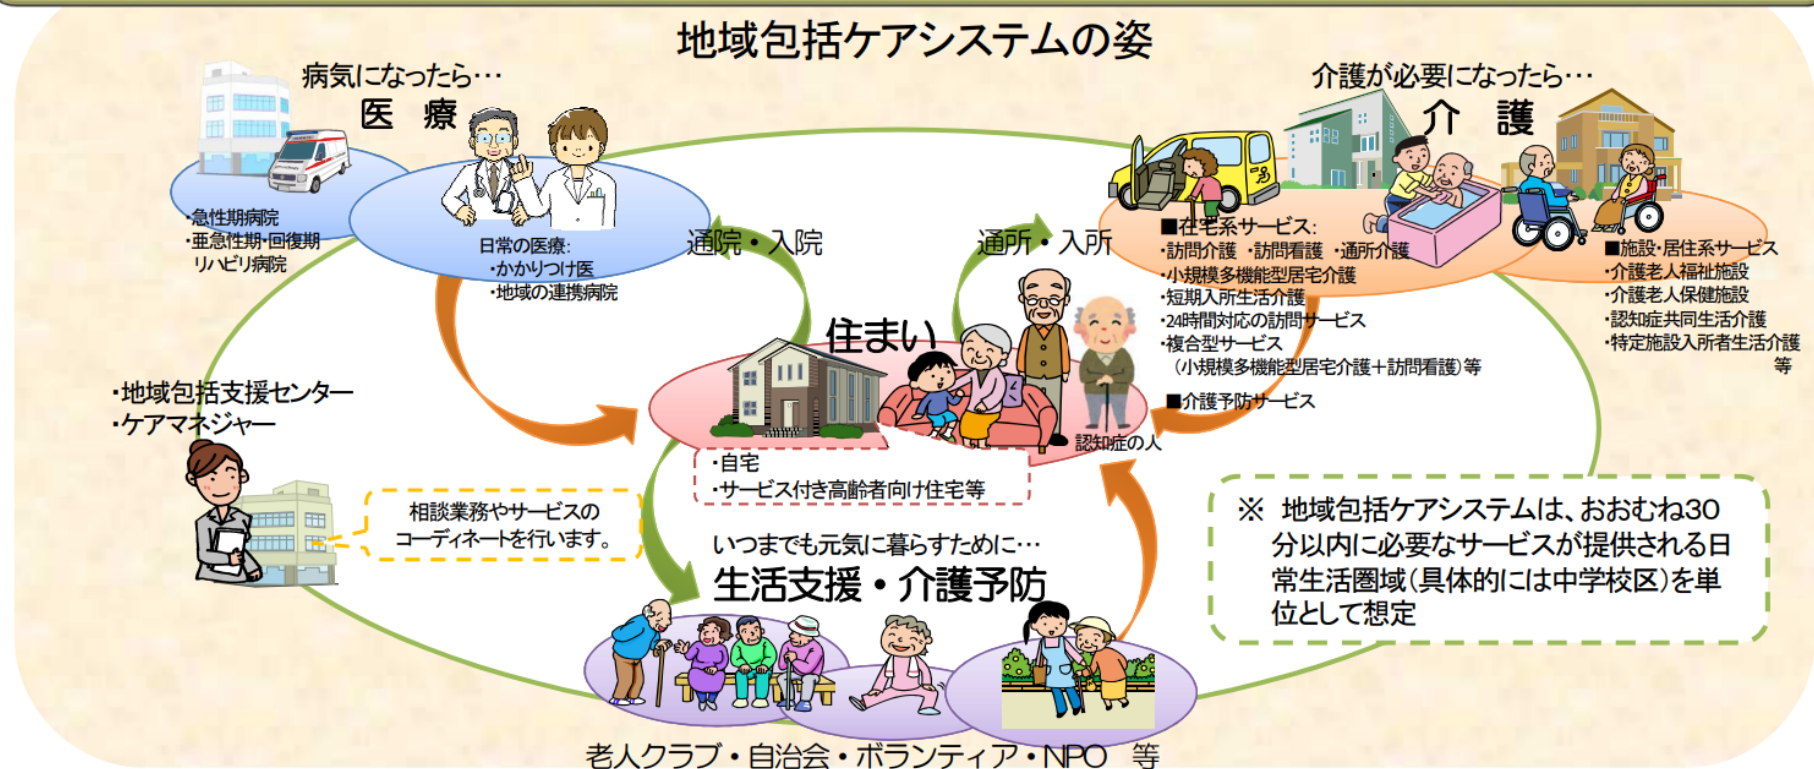 地域包括ケアシステムの姿
病気になったら…
医 療
介護が必要になったら…
介 護
・急性期病院
・亜急性期・回復期
リハビリ病院
日常の医療:
・かかりつけ医
・地域の連携病院
通院・入院
通所・入所
■在宅系サービス:
・訪問介護 ・訪問看護 ・通所介護
・小規模多機能型居宅介護
・短期入所生活介護
・24時間対応の訪問サービス
・複合型サービス
(小規模多機能型居宅介護+訪問看護)等
■介護予防サービス
■施設・居住系サービス
・介護老人福祉施設
・介護老人保健施設
・認知症共同生活介護
・特定施設入所者生活介護
等
住まい
認知症の人
・自宅
・サービス付き高齢者向け住宅等
・地域包括支援センター
・ケアマネジャー
相談業務やサービスの
コーディネートを行います。
いつまでも元気に暮らすために…
生活支援・介護予防
※ 地域包括ケアシステムは、おおむね30
分以内に必要なサービスが提供される日
常生活圏域(具体的には中学校区)を単
位として想定
老人クラブ・自治会・ボランティア・NPO 等